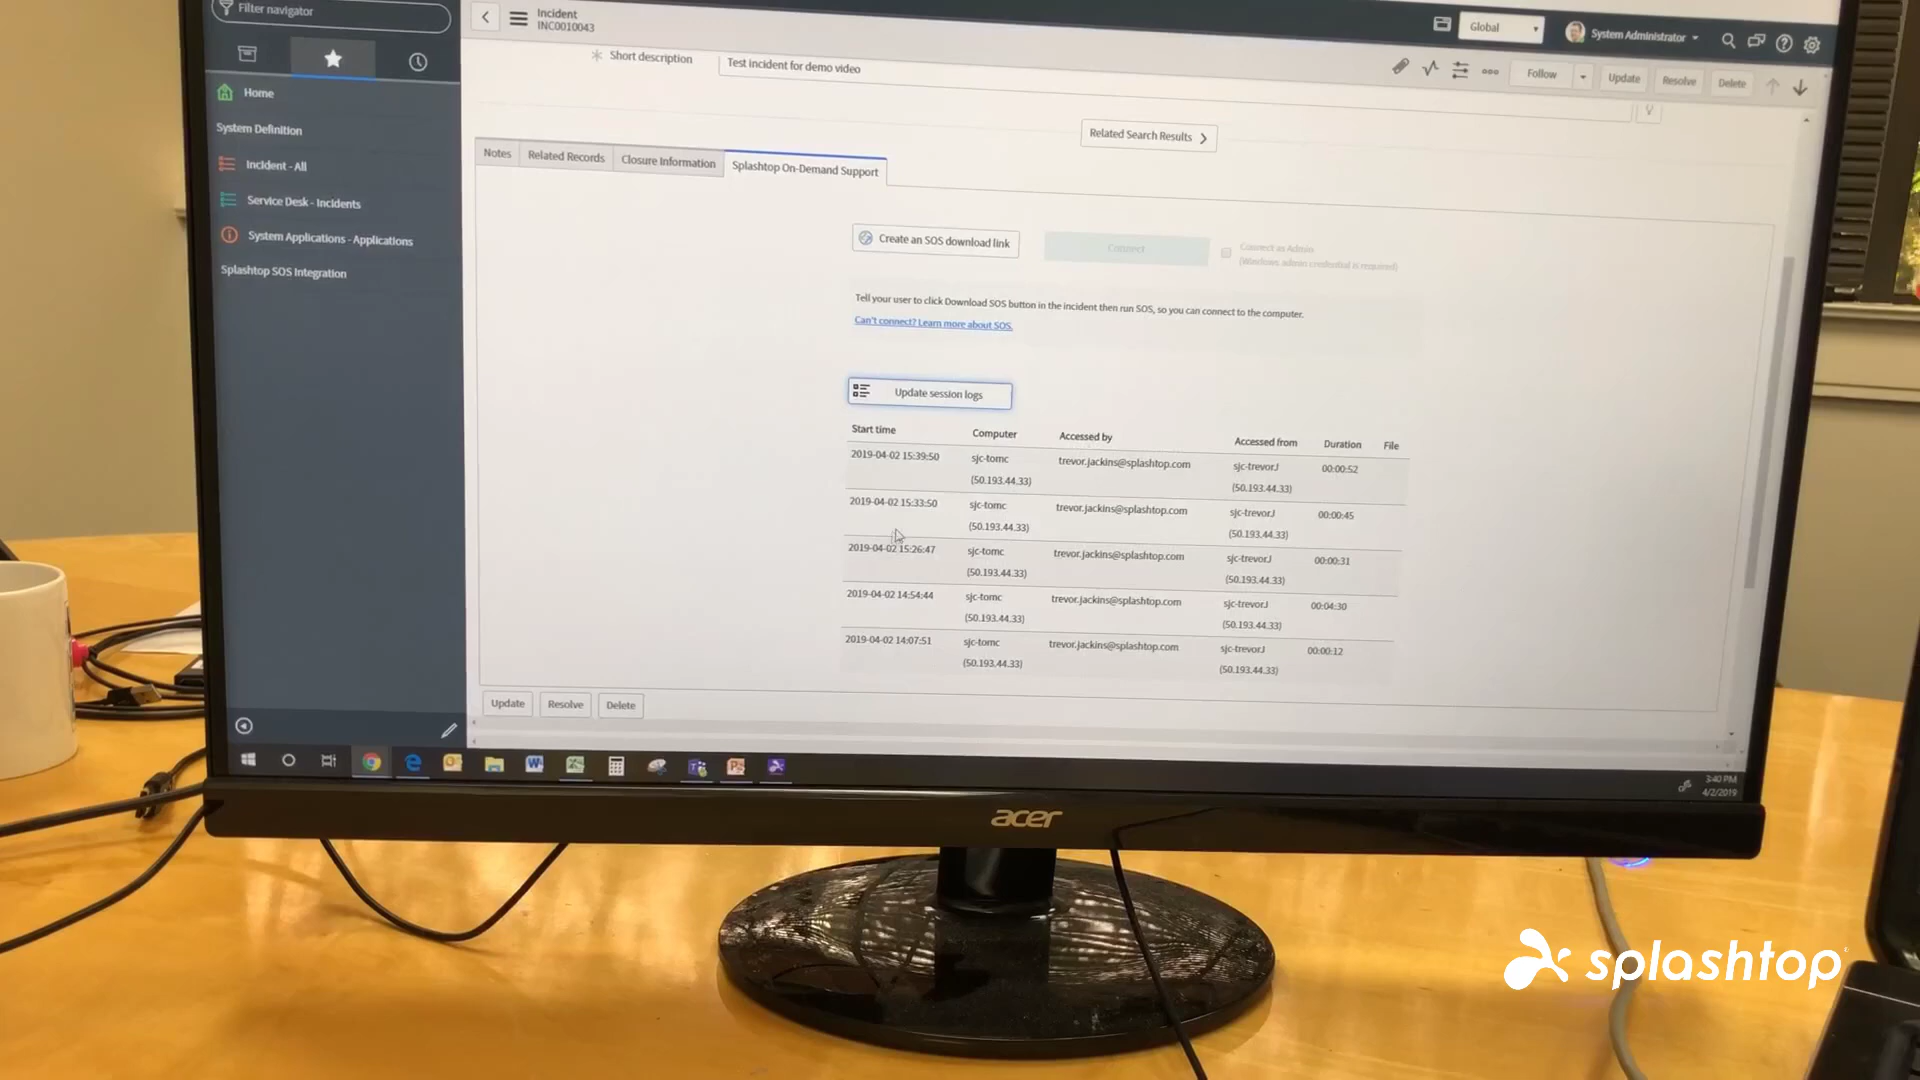 Filter navigator
Home
System Definition
Incident - All
Service Desk - Incidents
System Applications - Applications
Splashtop SOS Integration
Incident
INC0010043
Global
System Administrator
Short description
Test incident for demo video
Follow
Update
Resolve
Delete
Related Search Results
Notes
Related Records
Closure Information
Splashtop On-Demand Support
Create an SOS download link
Connect
Connect as Admin
(Windows admin credential is required)
Tell your user to click Download SOS button in the incident then run SOS, so you can connect to the computer.
Can't connect? Learn more about SOS.
Update session logs
Start time Computer Accessed by Accessed from Duration File
2019-04-02 15:39:50 sjc-tomc trevor.jackins@splashtop.com sjc-trevorJ 00:00:52
(50.193.44.33) (50.193.44.33)
2019-04-02 15:33:50 sjc-tomc trevor.jackins@splashtop.com sjc-trevorJ 00:00:45
(50.193.44.33) (50.193.44.33)
2019-04-02 15:26:47 sjc-tomc trevor.jackins@splashtop.com sjc-trevorJ 00:00:31
(50.193.44.33) (50.193.44.33)
2019-04-02 14:54:44 sjc-tomc trevor.jackins@splashtop.com sjc-trevorJ 00:04:30
(50.193.44.33) (50.193.44.33)
2019-04-02 14:07:51 sjc-tomc trevor.jackins@splashtop.com sjc-trevorJ 00:00:12
(50.193.44.33) (50.193.44.33)
Update
Resolve
Delete
3:40 PM
4/2/2019
acer
splashtop